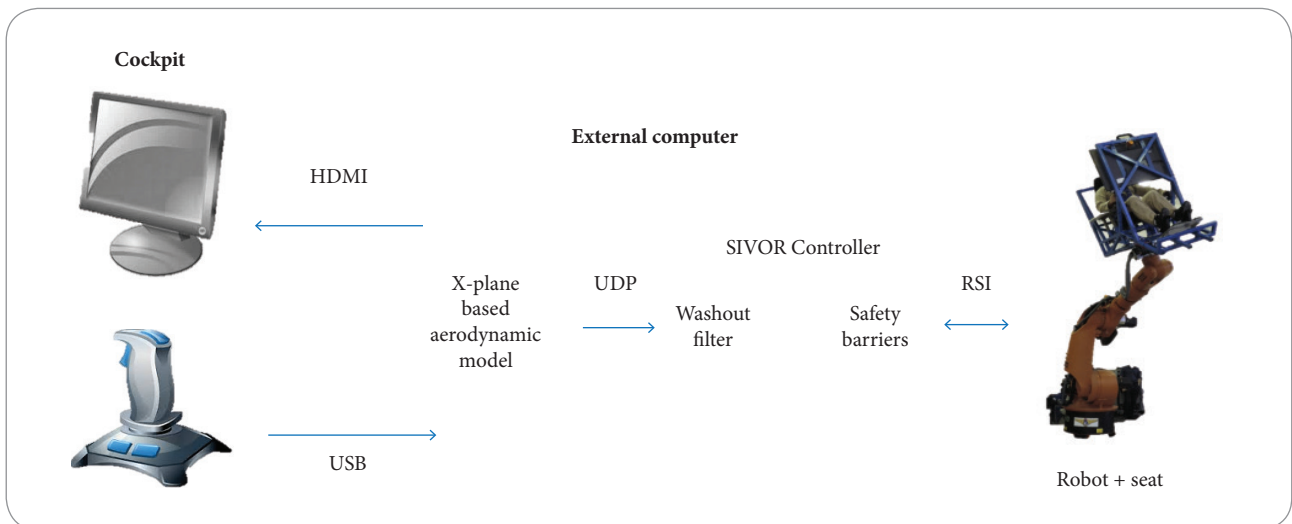 Cockpit
HDMI
USB
External computer
X-plane
based
aerodynamic
model
UDP
SIVOR Controller
Washout
filter
Safety
barriers
RSI
Robot + seat